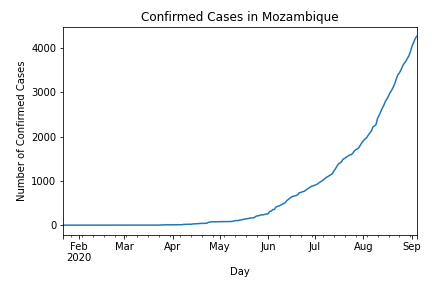 Confirmed Cases in Mozambique
Number of Confirmed Cases
4000
3000
2000
1000
0
Feb Mar Apr May Jun Jul Aug Sep
2020
Day